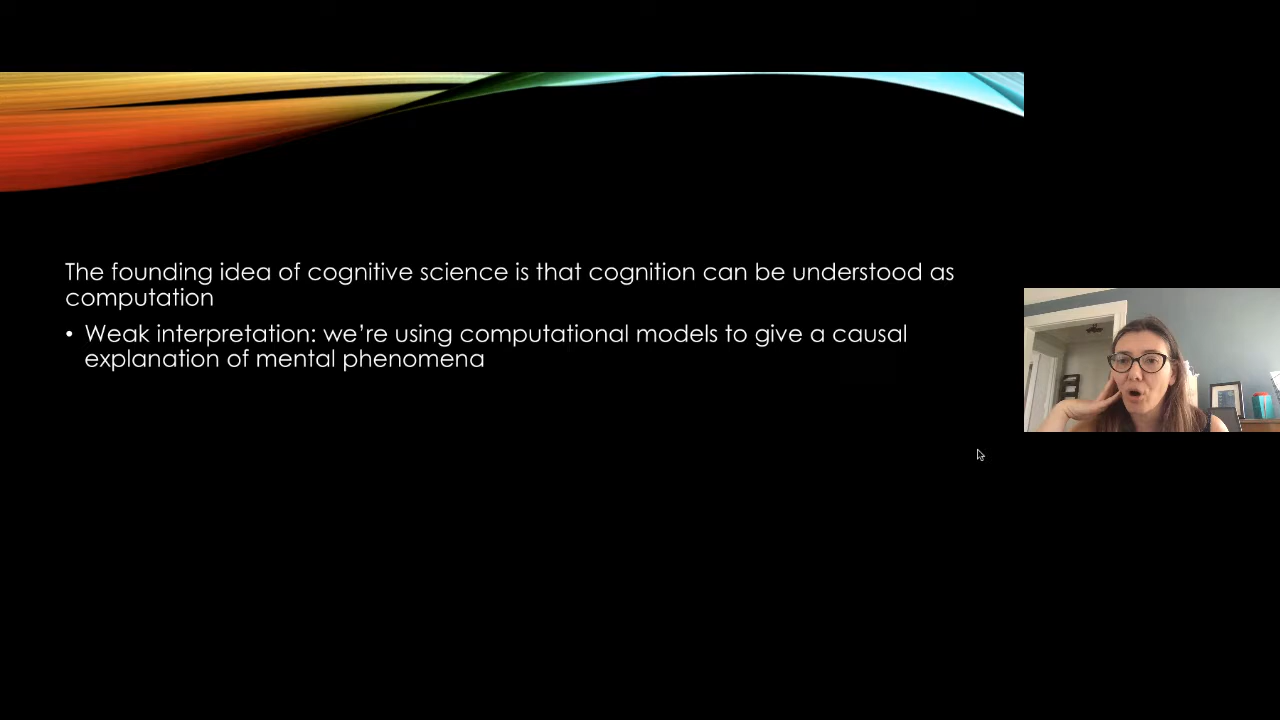 The founding idea of cognitive science is that cognition can be understood as
computation
• Weak interpretation: we’re using computational models to give a causal
explanation of mental phenomena